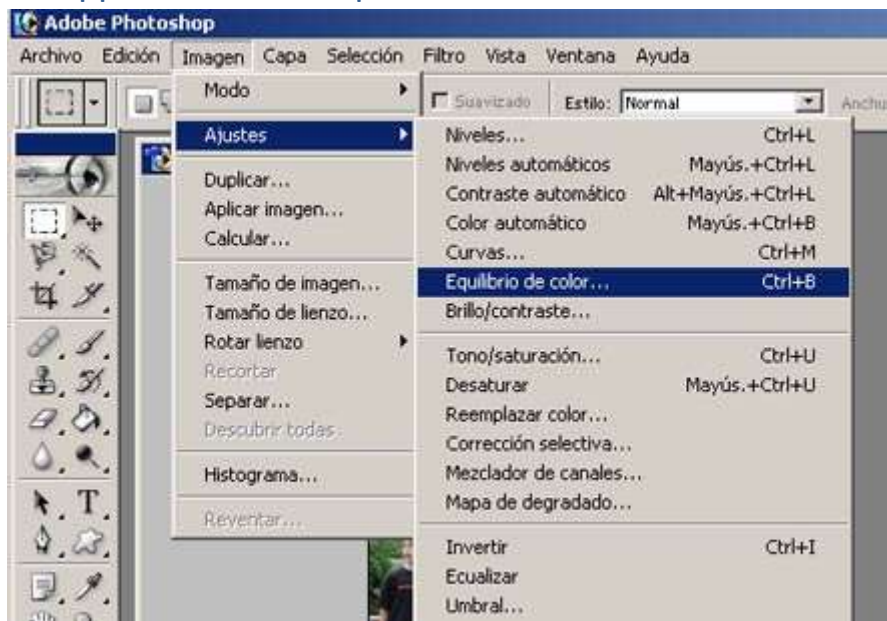 Adobe Photoshop
Archivo Edición Imagen Capa Selección Filtro Vista Ventana Ayuda
Suavizado Estilo: Normal
Modo
Ajustes
Duplicar...
Aplicar imagen...
Calcular...
Tamaño de imagen...
Tamaño de lienzo...
Rotar lienzo
Recortar
Separar...
Descubrir todas
Histograma...
Reventar...
Niveles... Ctrl+L
Niveles automáticos Mayús.+Ctrl+L
Contraste automático Alt+Mayús.+Ctrl+L
Color automático Mayús.+Ctrl+B
Curvas... Ctrl+M
Equilibrio de color... Ctrl+B
Brillo/contraste...
Tono/saturación... Ctrl+U
Desaturar Mayús.+Ctrl+U
Reemplazar color...
Corrección selectiva...
Mezclador de canales...
Mapa de degradado...
Invertir Ctrl+I
Ecualizar
Umbral...